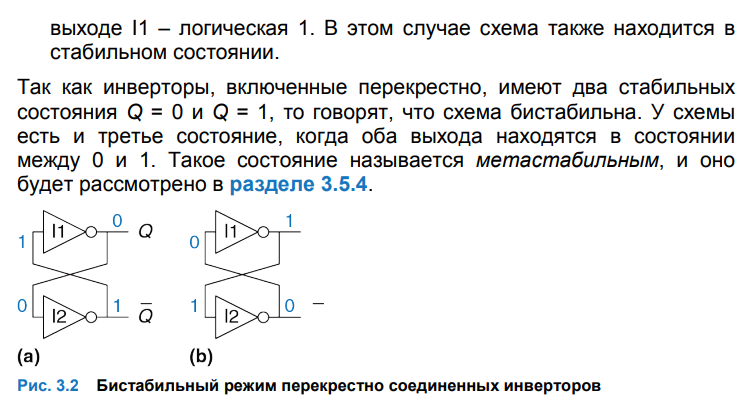 выходе I1 – логическая 1. В этом случае схема также находится в
стабильном состоянии.
Так как инверторы, включенные перекрестно, имеют два стабильных
состояния Q = 0 и Q = 1, то говорят, что схема бистабильна. У схемы
есть и третье состояние, когда оба выхода находятся в состоянии
между 0 и 1. Такое состояние называется метастабильным, и оно
будет рассмотрено в разделе 3.5.4.
1 I1 0 Q
0 I2 1 Q̅
(a)
0 I1 1
1 I2 0 –
(b)
Рис. 3.2 Бистабильный режим перекрестно соединенных инверторов